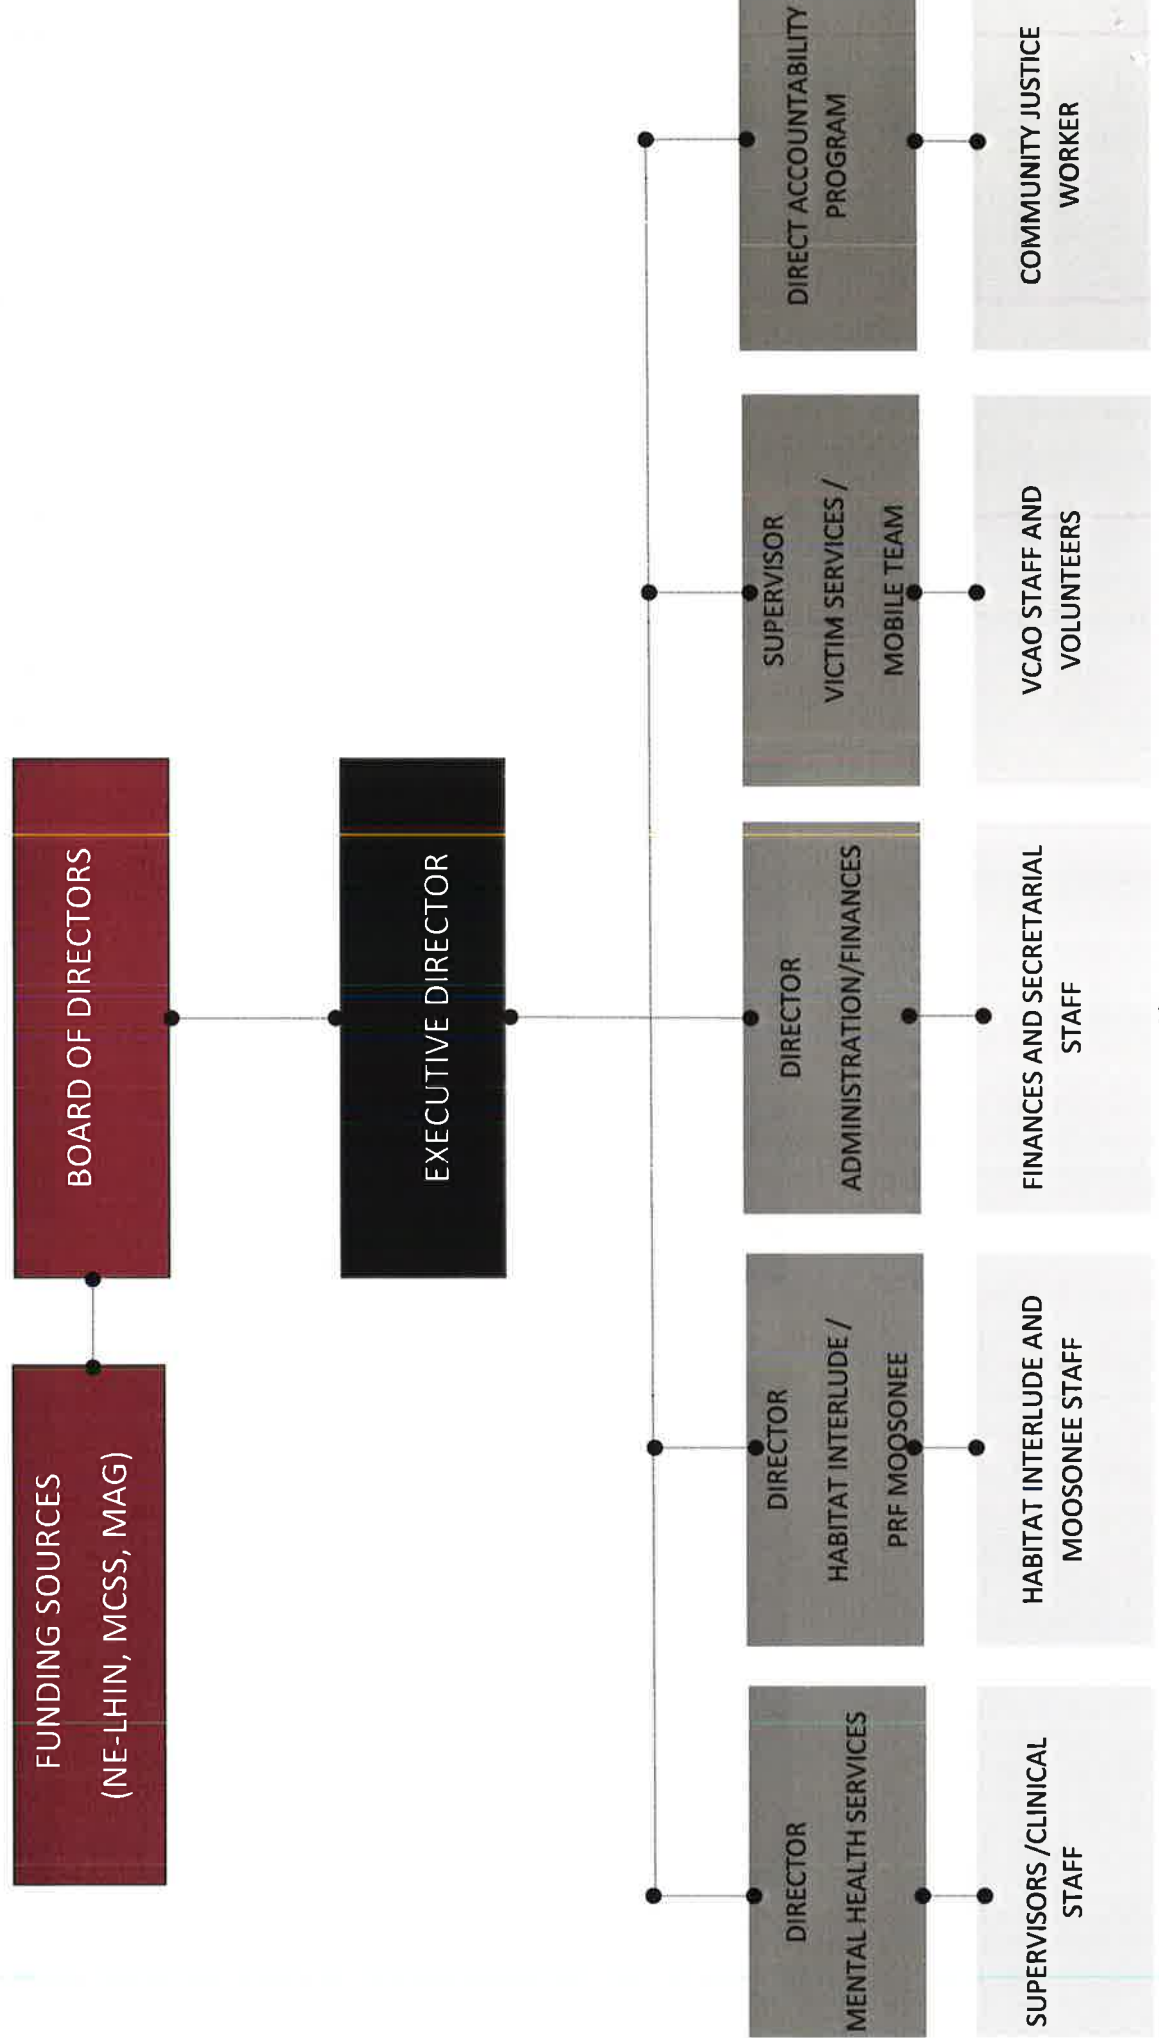 FUNDING SOURCES
(NE-LHIN, MCSS, MAG)
BOARD OF DIRECTORS
EXECUTIVE DIRECTOR
DIRECTOR
MENTAL HEALTH SERVICES
DIRECTOR
HABITAT INTERLUDE /
PRF MOOSONEE
DIRECTOR
ADMINISTRATION/FINANCES
SUPERVISOR
VICTIM SERVICES /
MOBILE TEAM
DIRECT ACCOUNTABILITY
PROGRAM
SUPERVISORS /CLINICAL
STAFF
HABITAT INTERLUDE AND
MOOSONEE STAFF
FINANCES AND SECRETARIAL
STAFF
VCAO STAFF AND
VOLUNTEERS
COMMUNITY JUSTICE
WORKER